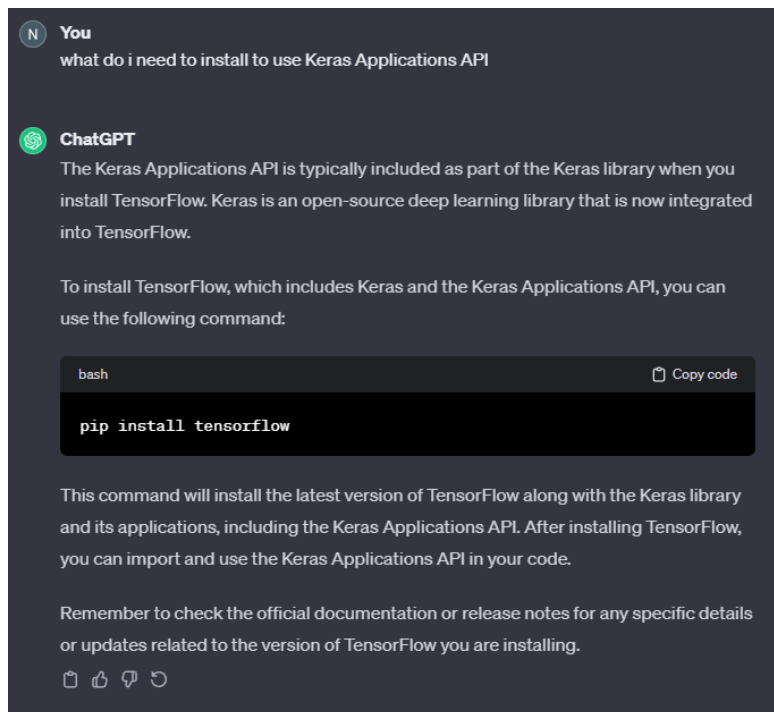 N
You
what do i need to install to use Keras Applications API
ChatGPT
The Keras Applications API is typically included as part of the Keras library when you
install TensorFlow. Keras is an open-source deep learning library that is now integrated
into TensorFlow.
To install TensorFlow, which includes Keras and the Keras Applications API, you can
use the following command:
bash
Copy code
pip install tensorflow
This command will install the latest version of TensorFlow along with the Keras library
and its applications, including the Keras Applications API. After installing TensorFlow,
you can import and use the Keras Applications API in your code.
Remember to check the official documentation or release notes for any specific details
or updates related to the version of TensorFlow you are installing.